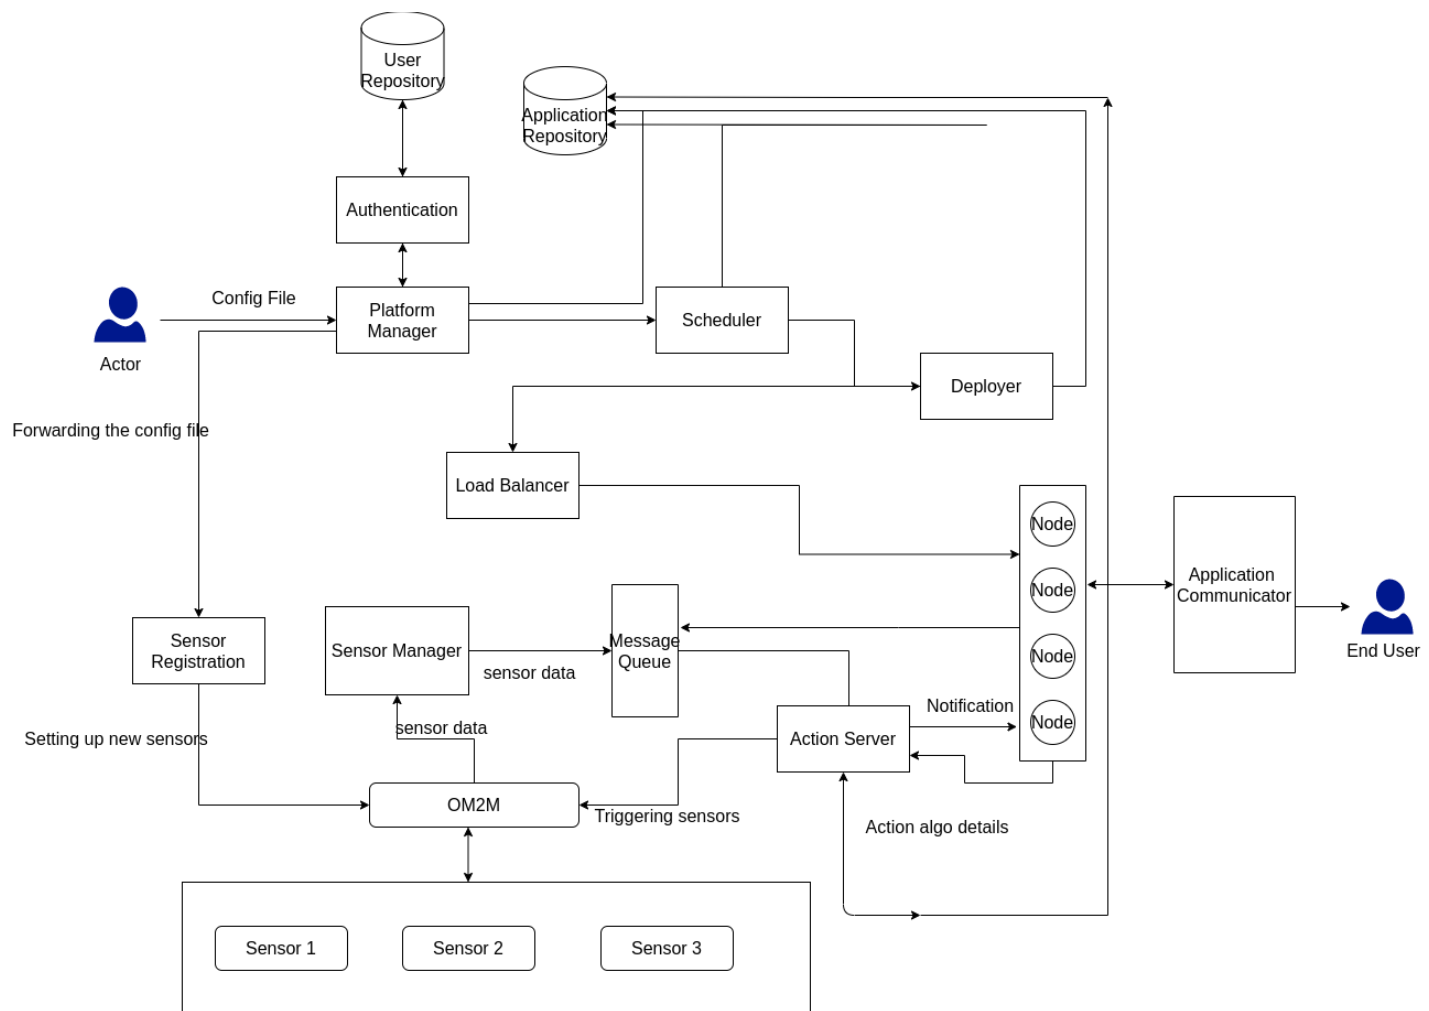 User
Repository
Application
Repository
Authentication
Config File
Platform
Manager
Scheduler
Actor
Deployer
Forwarding the config file
Load Balancer
Node
Node
Node
Node
Application
Communicator
End User
Sensor
Registration
Sensor Manager
sensor data
Message
Queue
Notification
sensor data
Setting up new sensors
Action Server
OM2M
Triggering sensors
Action algo details
Sensor 1
Sensor 2
Sensor 3